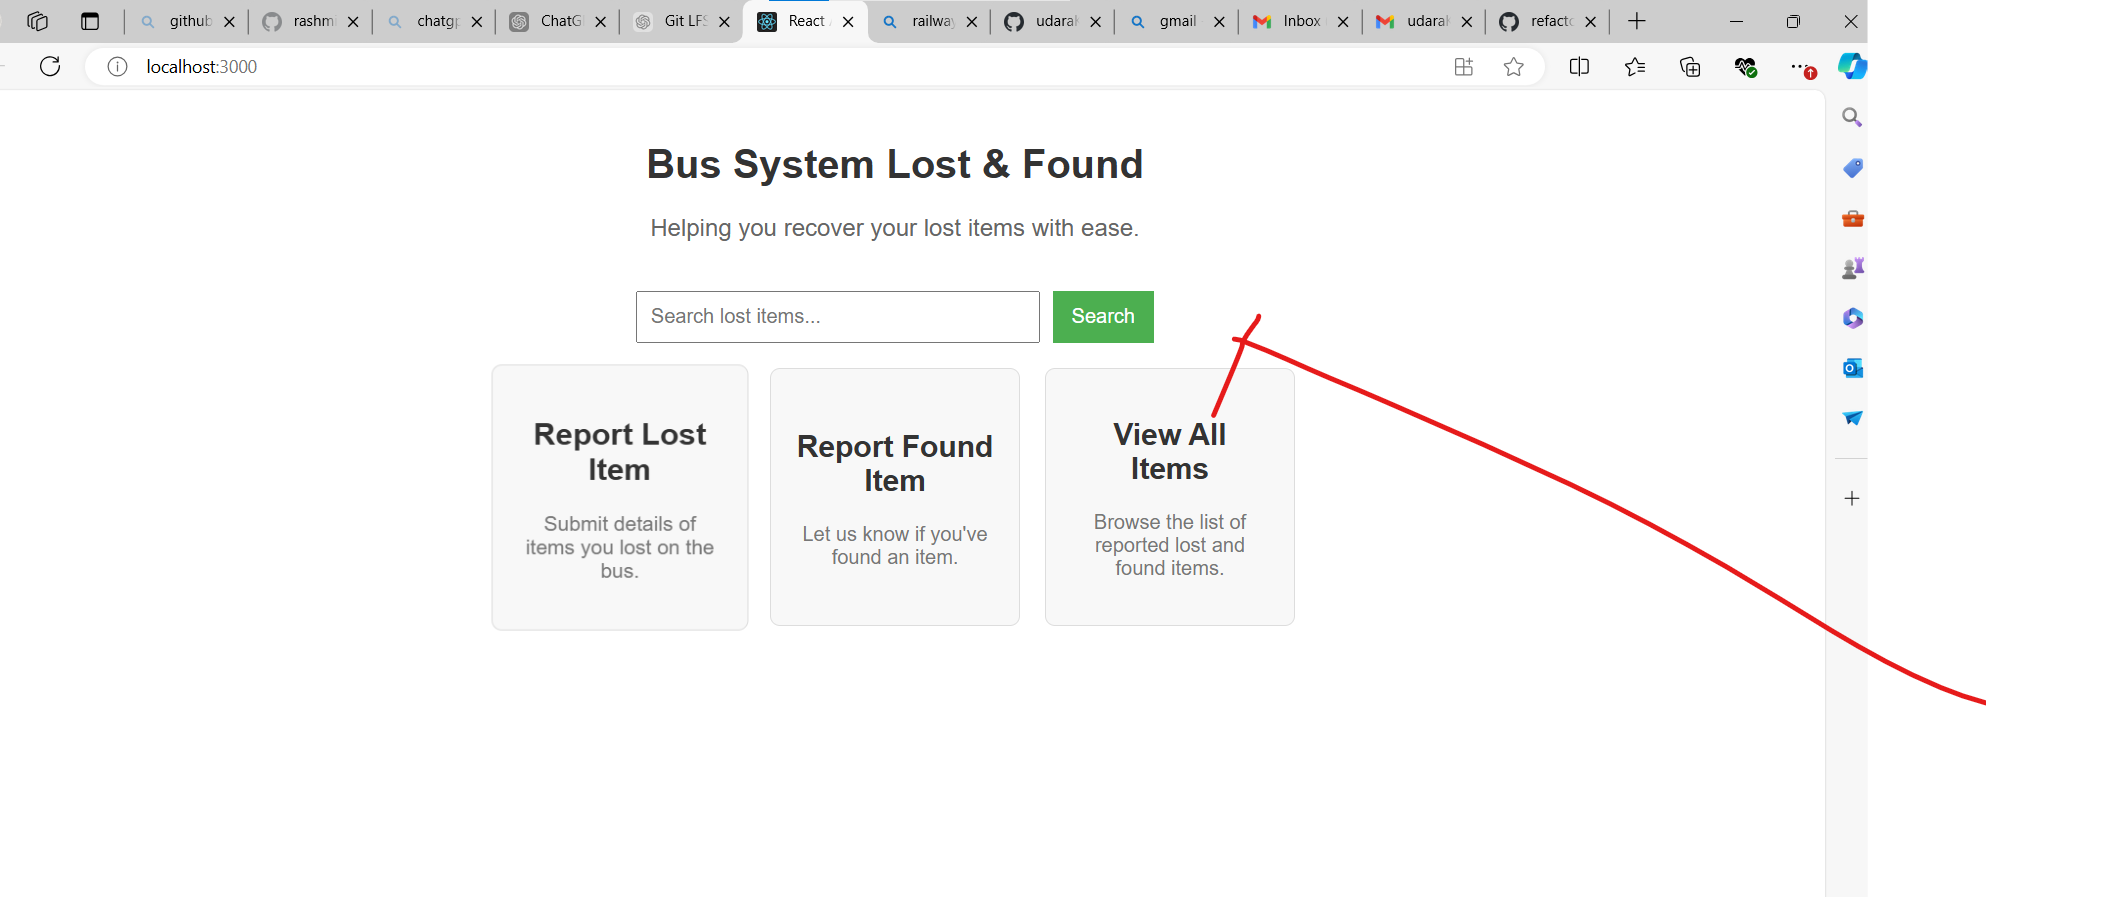 github
rashm
chatgp
ChatG
Git LFS
React
railway
udarak
gmail
Inbox
udarak
refacto
localhost:3000
Bus System Lost & Found
Helping you recover your lost items with ease.
Search lost items...
Search
Report Lost
Item
Submit details of
items you lost on the
bus.
Report Found
Item
Let us know if you've
found an item.
View All
Items
Browse the list of
reported lost and
found items.